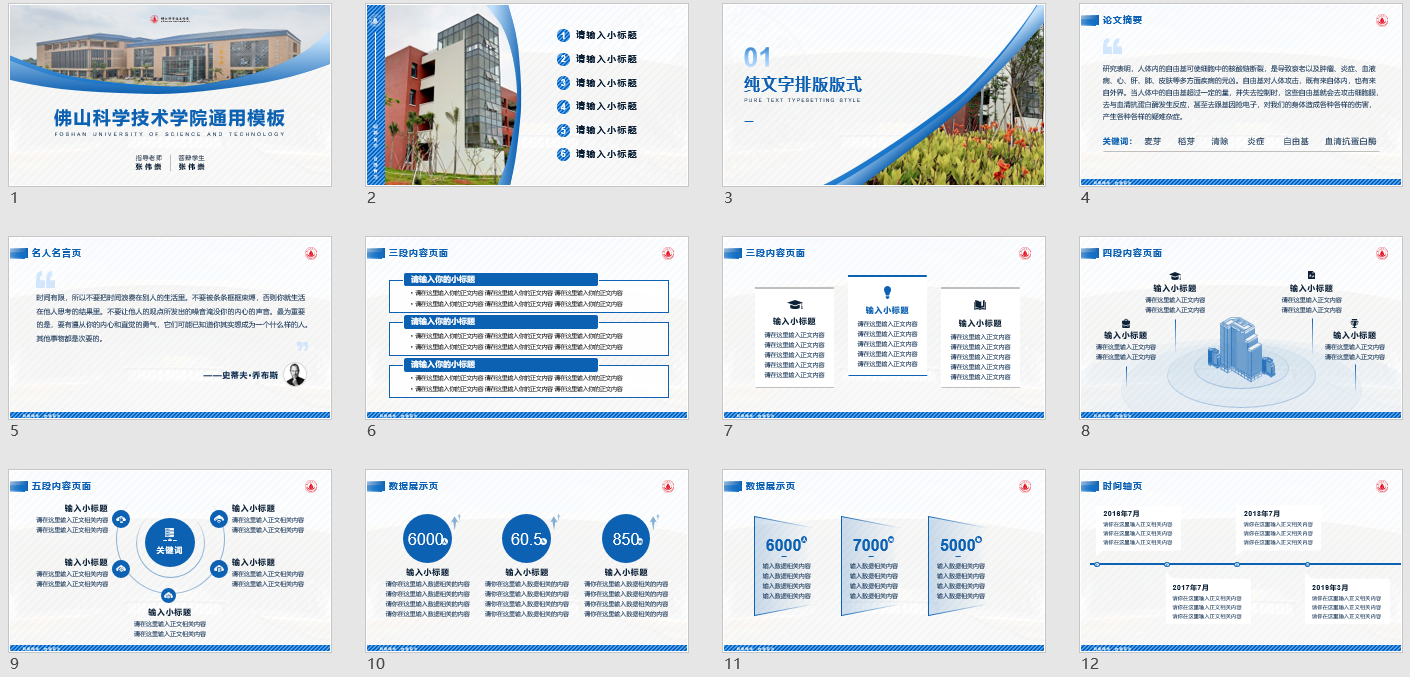 佛山科学技术学院通用模板
FOSHAN UNIVERSITY OF SCIENCE AND TECHNOLOGY
指导老师 答辩学生
张伟崇 张伟崇
1
1 请输入小标题
2 请输入小标题
3 请输入小标题
4 请输入小标题
5 请输入小标题
6 请输入小标题
2
01
纯文字排版版式
PURE TEXT TYPESETTING STYLE
3
论文摘要
研究表明，人体内的自由基可使细胞中的核酸链断裂，是导致衰老以及肿瘤、炎症、血液
病、心、肝、肺、皮肤等多方面疾病的元凶。自由基对人体攻击，既有来自体内，也有来
自外界。当人体中的自由基超过一定的量，并失去控制时，这些自由基就会去攻击细胞膜，
去与血清抗蛋白酶发生反应，甚至去跟基因抢电子，对我们的身体造成各种各样的伤害，
产生各种各样的疑难杂症。
关键词： 麦芽 稻芽 清除 炎症 自由基 血清抗蛋白酶
4
名人名言页
时间有限，所以不要把时间浪费在别人的生活里。不要被条条框框束缚，否则你就生活
在他人思考的结果里。不要让他人的观点所发出的噪音淹没你的内心的声音。最为重要
的是，要有遵从你的内心和直觉的勇气，它们可能已知道你其实想成为一个什么样的人。
其他事物都是次要的。
——史蒂夫·乔布斯
5
三段内容页面
请输入你的小标题
• 请在这里输入你的正文内容 请在这里输入你的正文内容 请在这里输入你的正文内容
• 请在这里输入你的正文内容 请在这里输入你的正文内容 请在这里输入你的正文内容
请输入你的小标题
• 请在这里输入你的正文内容 请在这里输入你的正文内容 请在这里输入你的正文内容
• 请在这里输入你的正文内容 请在这里输入你的正文内容 请在这里输入你的正文内容
请输入你的小标题
• 请在这里输入你的正文内容 请在这里输入你的正文内容 请在这里输入你的正文内容
• 请在这里输入你的正文内容 请在这里输入你的正文内容 请在这里输入你的正文内容
6
三段内容页面
输入小标题
请在这里输入正文内容
请在这里输入正文内容
请在这里输入正文内容
请在这里输入正文内容
请在这里输入正文内容
输入小标题
请在这里输入正文内容
请在这里输入正文内容
请在这里输入正文内容
请在这里输入正文内容
请在这里输入正文内容
输入小标题
请在这里输入正文内容
请在这里输入正文内容
请在这里输入正文内容
请在这里输入正文内容
请在这里输入正文内容
7
四段内容页面
输入小标题
请在这里输入正文内容
请在这里输入正文内容
输入小标题
请在这里输入正文内容
请在这里输入正文内容
输入小标题
请在这里输入正文内容
请在这里输入正文内容
输入小标题
请在这里输入正文内容
请在这里输入正文内容
8
五段内容页面
输入小标题
请在这里输入正文相关内容
请在这里输入正文相关内容
输入小标题
请在这里输入正文相关内容
请在这里输入正文相关内容
关键词
输入小标题
请在这里输入正文相关内容
请在这里输入正文相关内容
输入小标题
请在这里输入正文相关内容
请在这里输入正文相关内容
输入小标题
请在这里输入正文相关内容
请在这里输入正文相关内容
9
数据展示页
6000
输入小标题
请你在这里输入数据相关的内容
请你在这里输入数据相关的内容
请你在这里输入数据相关的内容
请你在这里输入数据相关的内容
60.5
输入小标题
请你在这里输入数据相关的内容
请你在这里输入数据相关的内容
请你在这里输入数据相关的内容
请你在这里输入数据相关的内容
850
输入小标题
请你在这里输入数据相关的内容
请你在这里输入数据相关的内容
请你在这里输入数据相关的内容
请你在这里输入数据相关的内容
10
数据展示页
6000
输入数据相关内容
输入数据相关内容
输入数据相关内容
输入数据相关内容
7000
输入数据相关内容
输入数据相关内容
输入数据相关内容
输入数据相关内容
5000
输入数据相关内容
输入数据相关内容
输入数据相关内容
输入数据相关内容
11
时间轴页
2016年7月
请你在这里输入正文相关内容
请你在这里输入正文相关内容
请你在这里输入正文相关内容
2018年7月
请你在这里输入正文相关内容
请你在这里输入正文相关内容
请你在这里输入正文相关内容
2017年7月
请你在这里输入正文相关内容
请你在这里输入正文相关内容
请你在这里输入正文相关内容
2019年3月
请你在这里输入正文相关内容
请你在这里输入正文相关内容
请你在这里输入正文相关内容
12